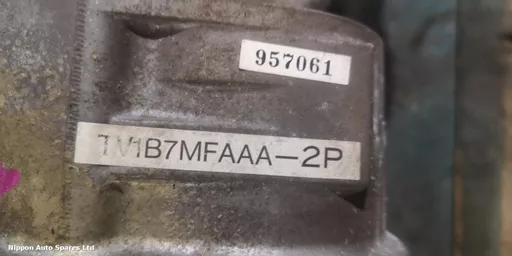 957061
TV1B7MFAAA-2P
Nippon Auto Spares Ltd